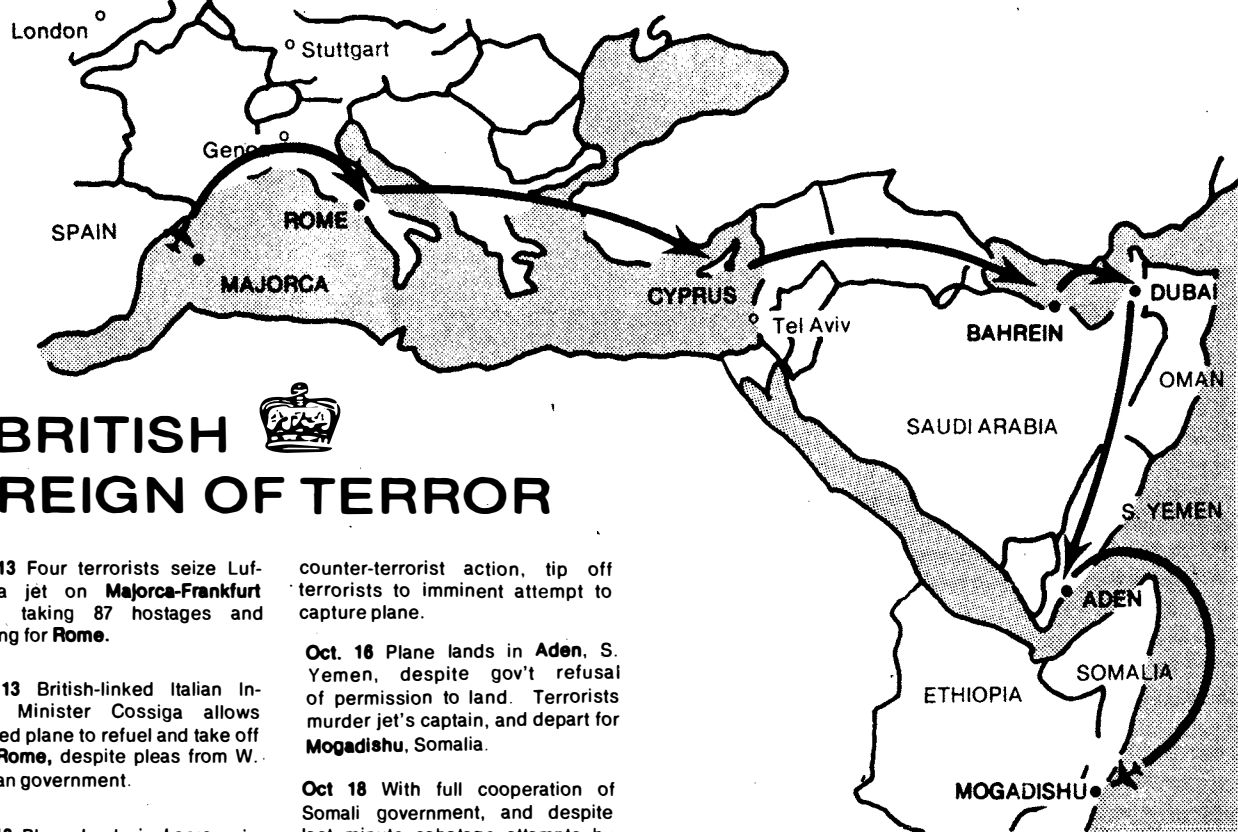 London
Stuttgart
SPAIN
ROME
MAJORCA
CYPRUS
Tel Aviv
BAHREIN
DUBAI
OMAN
SAUDI ARABIA
S. YEMEN
ADEN
SOMALIA
ETHIOPIA
MOGADISHU
BRITISH
REIGN OF TERROR
13 Four terrorists seize Luf-
a jet on Majorca-Frankfurt
taking 87 hostages and
ng for Rome.
13 British-linked Italian In-
Minister Cossiga allows
ed plane to refuel and take off
Rome, despite pleas from W.
an government.
counter-terrorist action, tip off
terrorists to imminent attempt to
capture plane.
Oct. 16 Plane lands in Aden, S.
Yemen, despite gov't refusal
of permission to land. Terrorists
murder jet's captain, and depart for
Mogadishu, Somalia.
Oct 18 With full cooperation of
Somali government, and despite